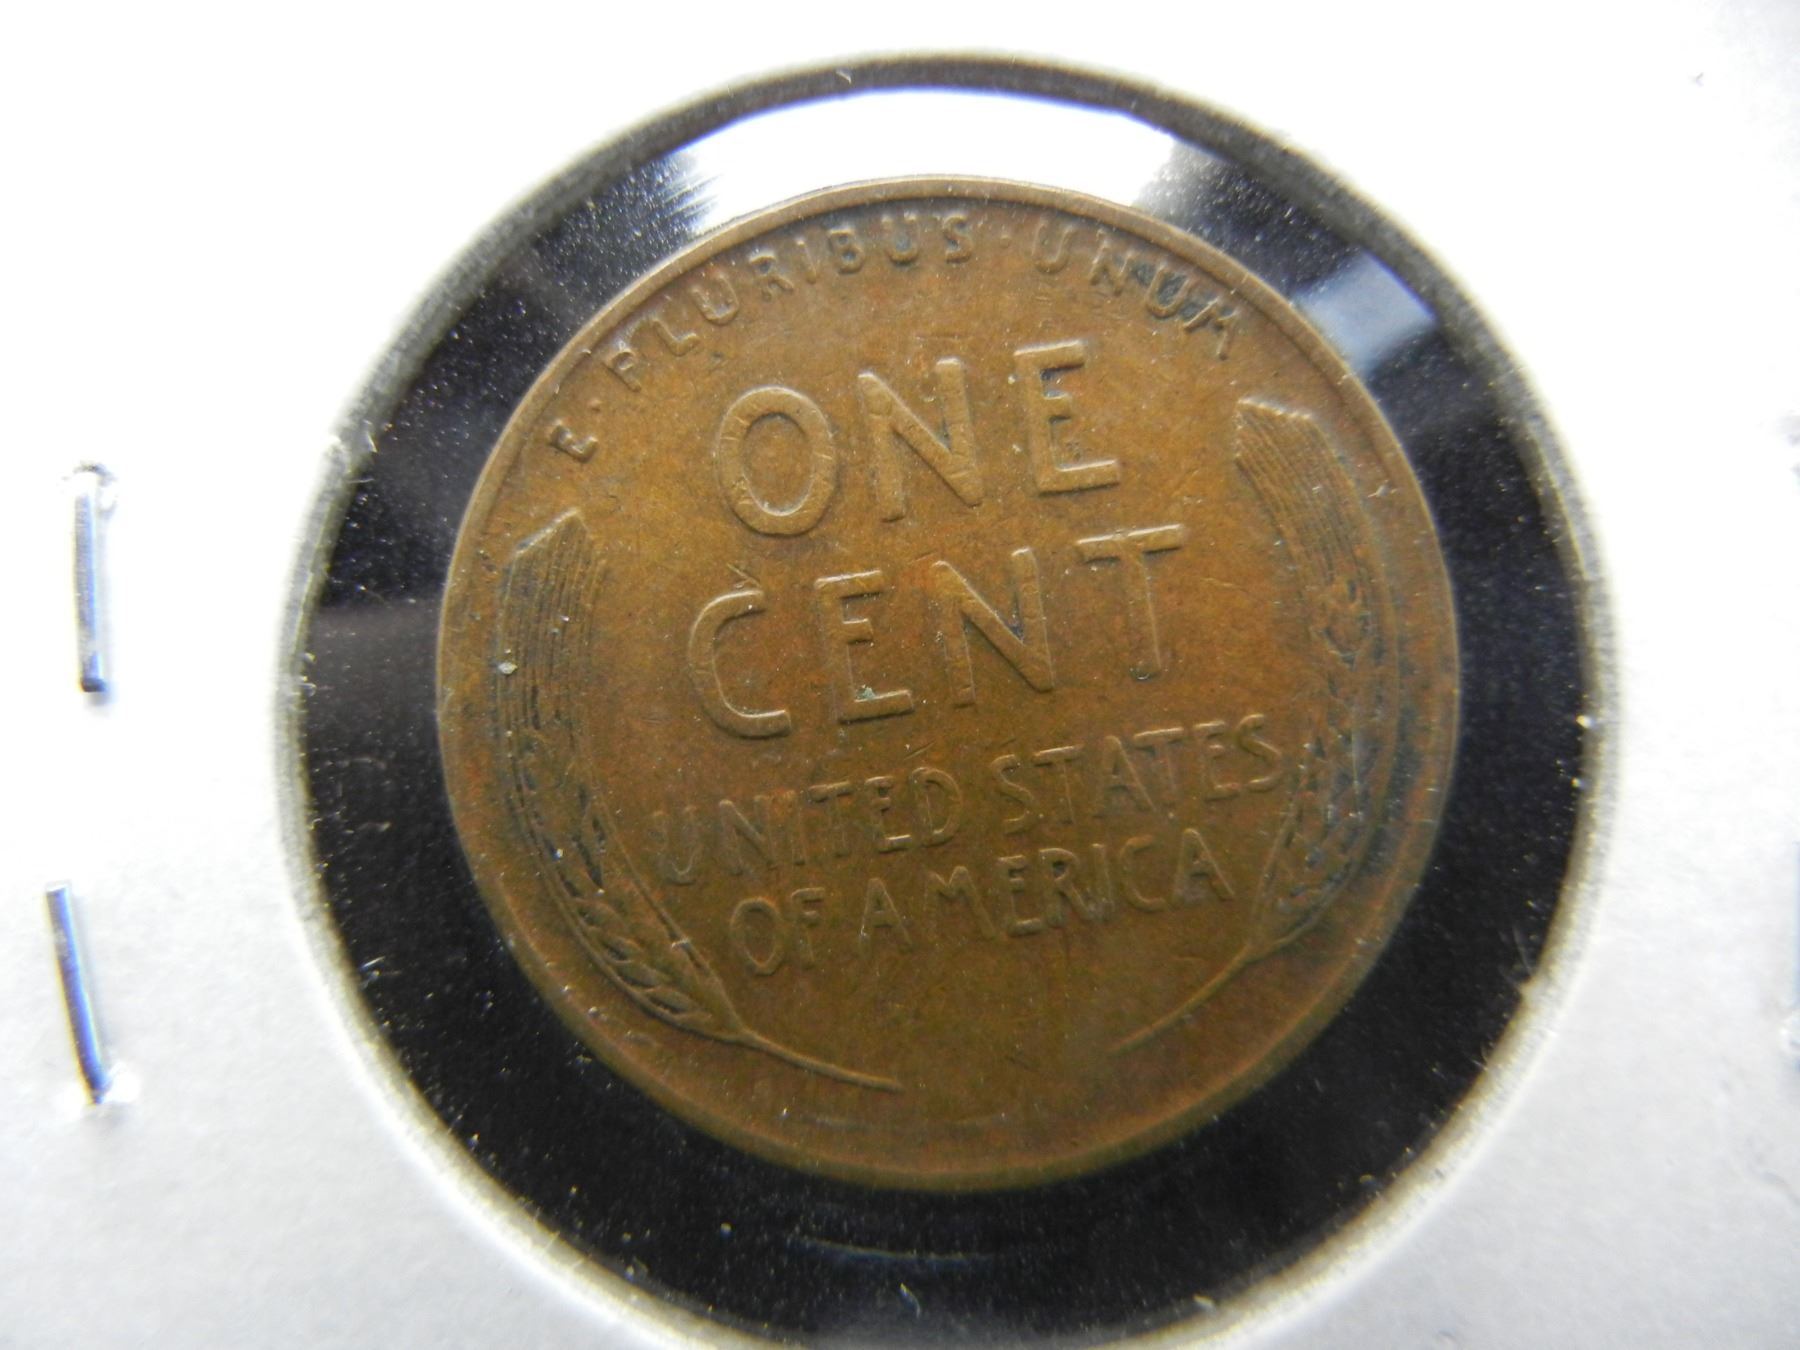 E·PLURIBUS·UNUM
ONE
CENT
UNITED STATES
OF AMERICA